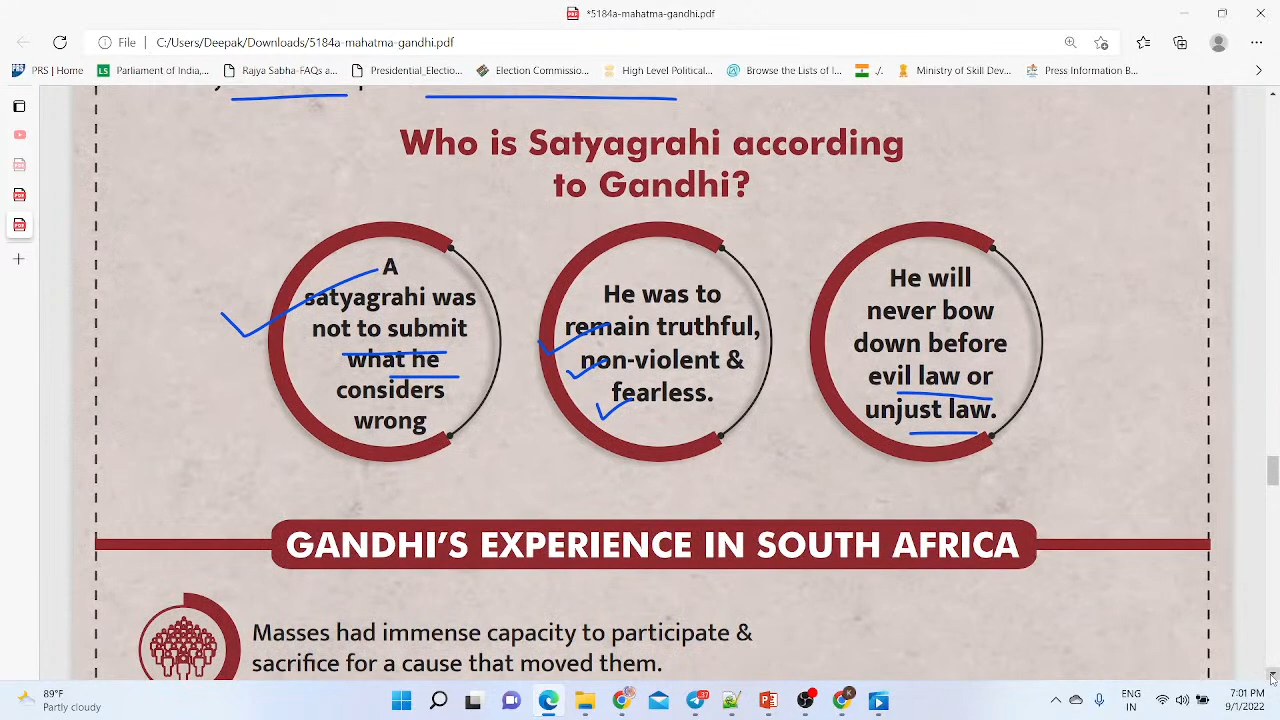 *5184a-mahatma-gandhi.pdf
File | C:/Users/Deepak/Downloads/5184a-mahatma-gandhi.pdf
PRS | Home
Parliament of India,...
Rajya Sabha-FAQs...
Presidential_Electio...
Election Commissio...
High Level Political...
Browse the Lists of I...
./.
Ministry of Skill Dev...
Press Information B...
Who is Satyagrahi according
to Gandhi?
A
satyagrahi was
not to submit
what he
considers
wrong
He was to
remain truthful,
non-violent &
fearless.
He will
never bow
down before
evil law or
unjust law.
GANDHI'S EXPERIENCE IN SOUTH AFRICA
Masses had immense capacity to participate &
sacrifice for a cause that moved them.
89°F
Partly cloudy
37
K
ENG
IN
7:01 PM
9/1/2022